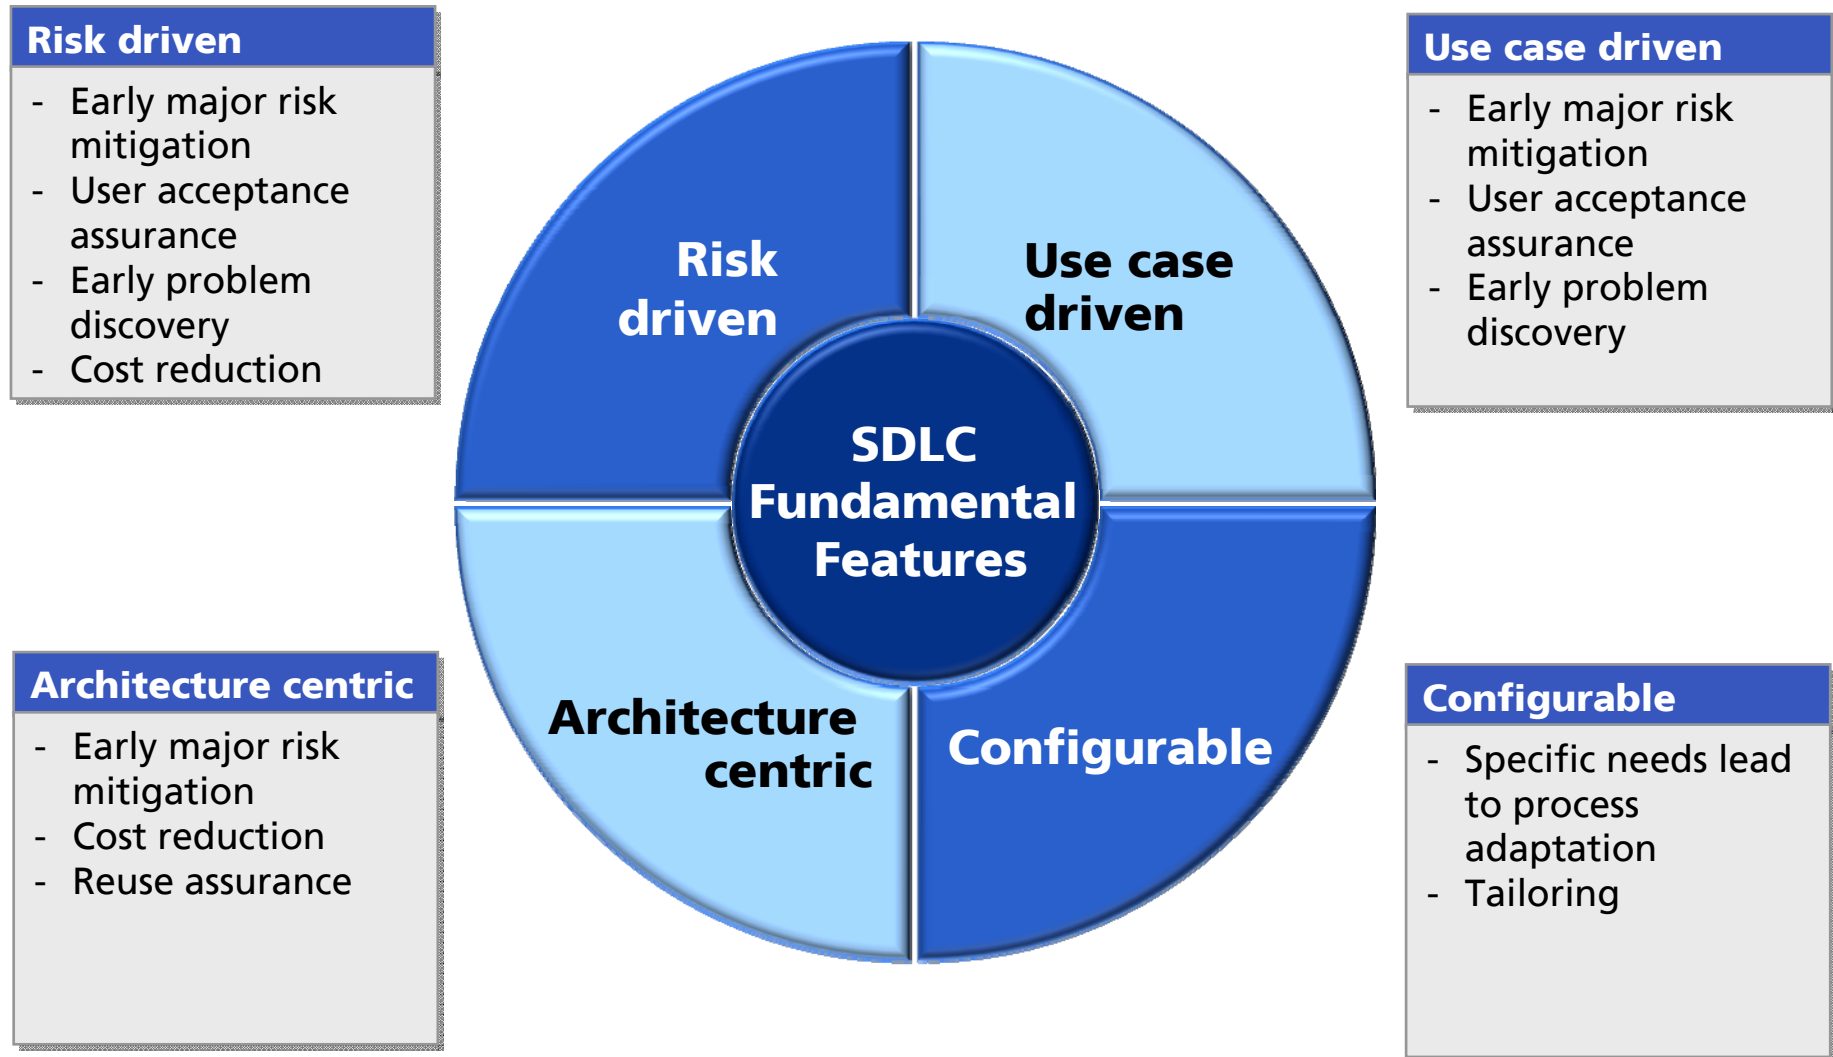 Risk driven
- Early major risk
mitigation
- User acceptance
assurance
- Early problem
discovery
- Cost reduction
Use case driven
- Early major risk
mitigation
- User acceptance
assurance
- Early problem
discovery
Risk
driven
Use case
driven
SDLC
Fundamental
Features
Architecture
centric
Configurable
Architecture centric
- Early major risk
mitigation
- Cost reduction
- Reuse assurance
Configurable
- Specific needs lead
to process
adaptation
- Tailoring